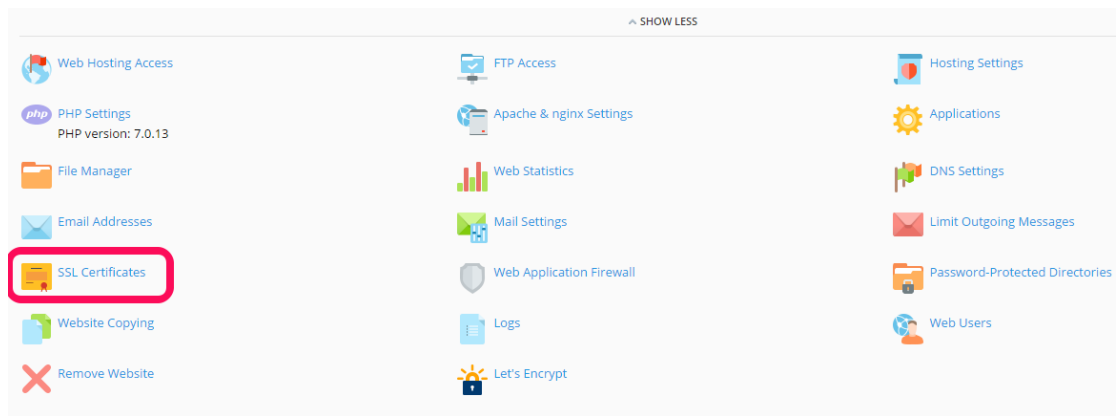 SHOW LESS
Web Hosting Access
FTP Access
Hosting Settings
php PHP Settings
PHP version: 7.0.13
Apache & nginx Settings
Applications
File Manager
Web Statistics
DNS Settings
Email Addresses
Mail Settings
Limit Outgoing Messages
SSL Certificates
Web Application Firewall
Password-Protected Directories
Website Copying
Logs
Web Users
Remove Website
Let's Encrypt